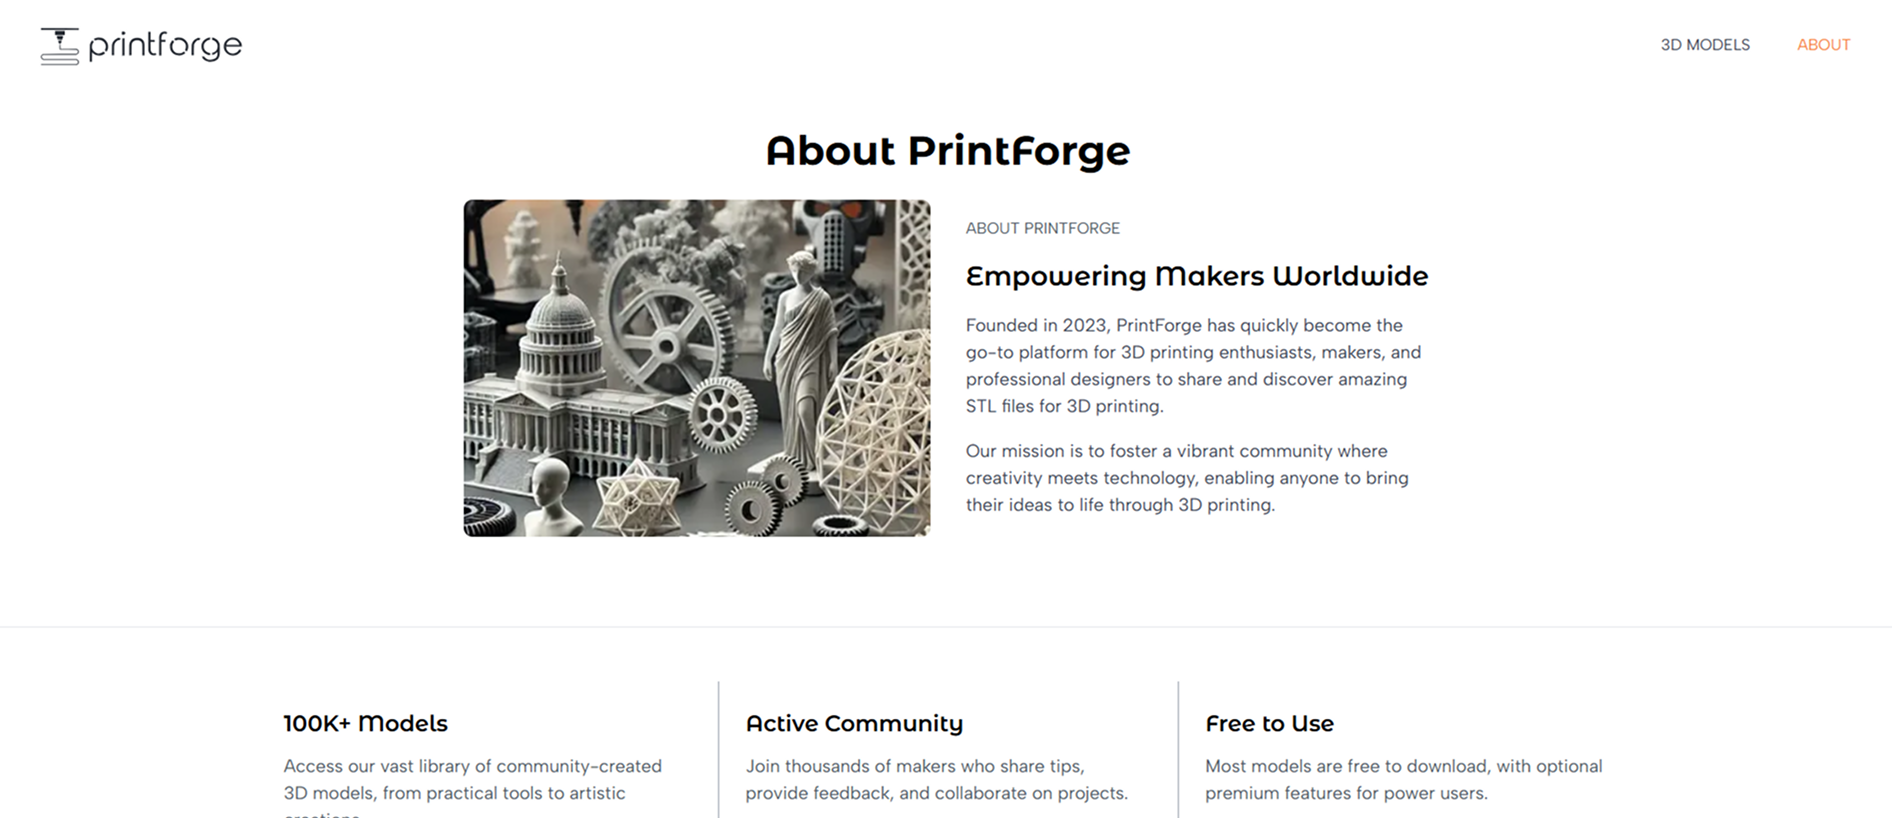 printforge
3D MODELS
ABOUT
About PrintForge
ABOUT PRINTFORGE
Empowering Makers Worldwide
Founded in 2023, PrintForge has quickly become the
go-to platform for 3D printing enthusiasts, makers, and
professional designers to share and discover amazing
STL files for 3D printing.
Our mission is to foster a vibrant community where
creativity meets technology, enabling anyone to bring
their ideas to life through 3D printing.
100K+ Models
Access our vast library of community-created
3D models, from practical tools to artistic
creations.
Active Community
Join thousands of makers who share tips,
provide feedback, and collaborate on projects.
Free to Use
Most models are free to download, with optional
premium features for power users.